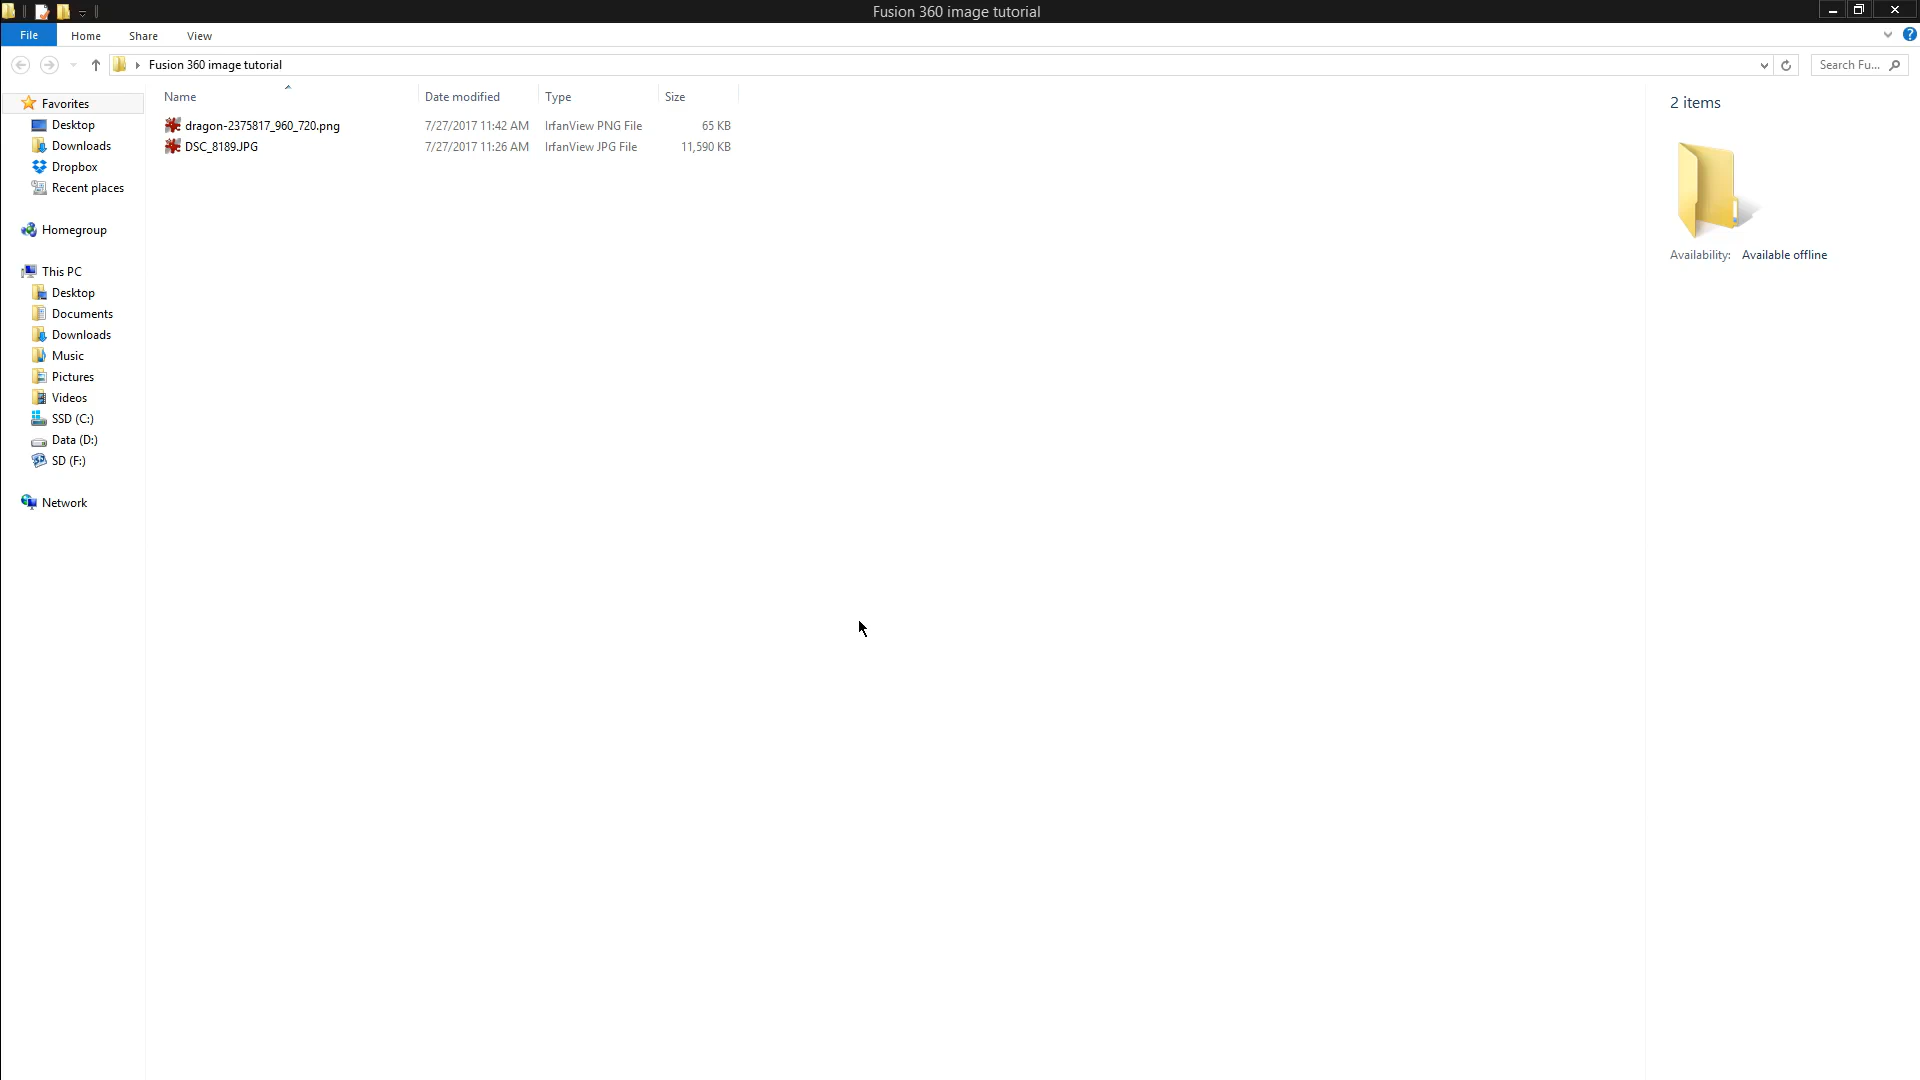 Fusion 360 image tutorial
File Home Share View
Fusion 360 image tutorial Search Fu...
Name Date modified Type Size
dragon-2375817_960_720.png 7/27/2017 11:42 AM IrfanView PNG File 65 KB
DSC_8189.JPG 7/27/2017 11:26 AM IrfanView JPG File 11,590 KB
Favorites
Desktop
Downloads
Dropbox
Recent places
Homegroup
This PC
Desktop
Documents
Downloads
Music
Pictures
Videos
SSD (C:)
Data (D:)
SD (F:)
Network
2 items
Availability: Available offline